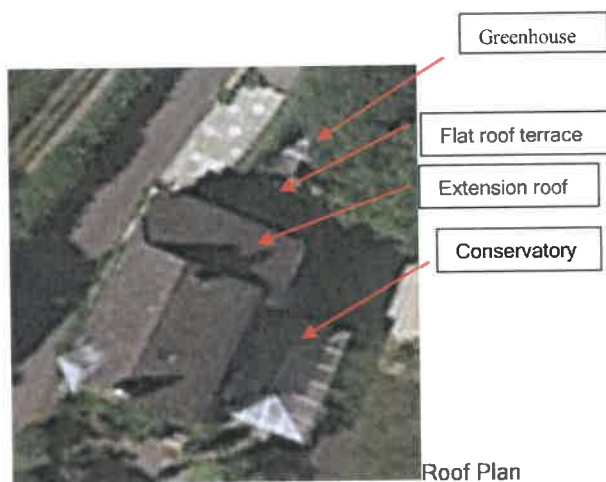 Greenhouse
Flat roof terrace
Extension roof
Conservatory
Roof Plan